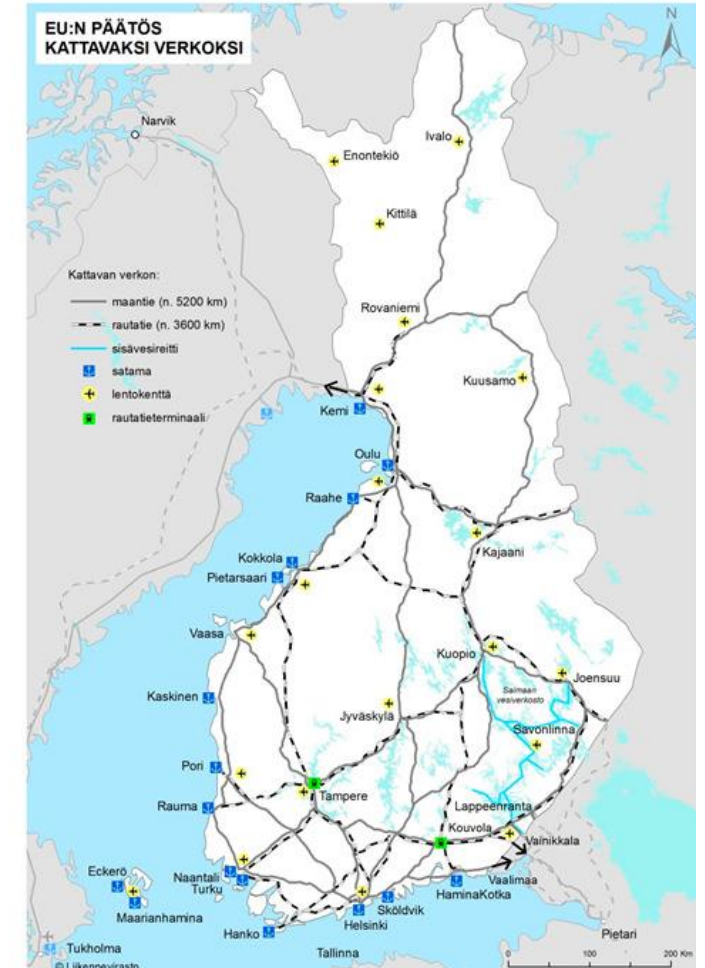 EU:N PÄÄTÖS
KATTAVAKSI VERKOKSI
N
Narvik
Ivalo
Enontekiö
Kittilä
Kattavan verkon:
maantie (n. 5200 km)
rautatie (n. 3600 km)
sisävesireitti
satama
lentokenttä
rautatieterminaali
Rovaniemi
Kuusamo
Kemi
Oulu
Raahe
Kajaani
Kokkola
Pietarsaari
Vaasa
Kuopio
Joensuu
Saimaan
vesiverkosto
Kaskinen
Jyväskylä
Savonlinna
Pori
Tampere
Rauma
Lappeenranta
Kouvola
Vainikkala
Eckerö
Naantali
Turku
Vaalimaa
HaminaKotka
Maarianhamina
Sköldvik
Helsinki
Hanko
Pietari
Tukholma
Tallinna
0 100 200 Km
© Liikennevirasto